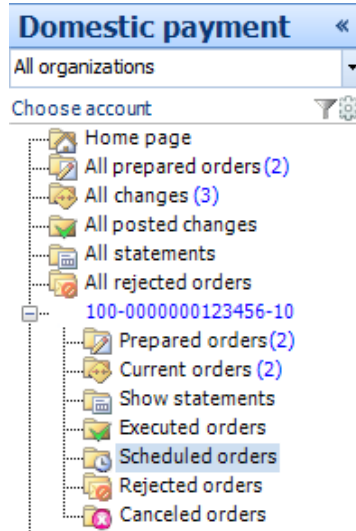 Domestic payment «
All organizations
Choose account
Home page
All prepared orders (2)
All changes (3)
All posted changes
All statements
All rejected orders
100-0000000123456-10
Prepared orders (2)
Current orders (2)
Show statements
Executed orders
Scheduled orders
Rejected orders
Canceled orders